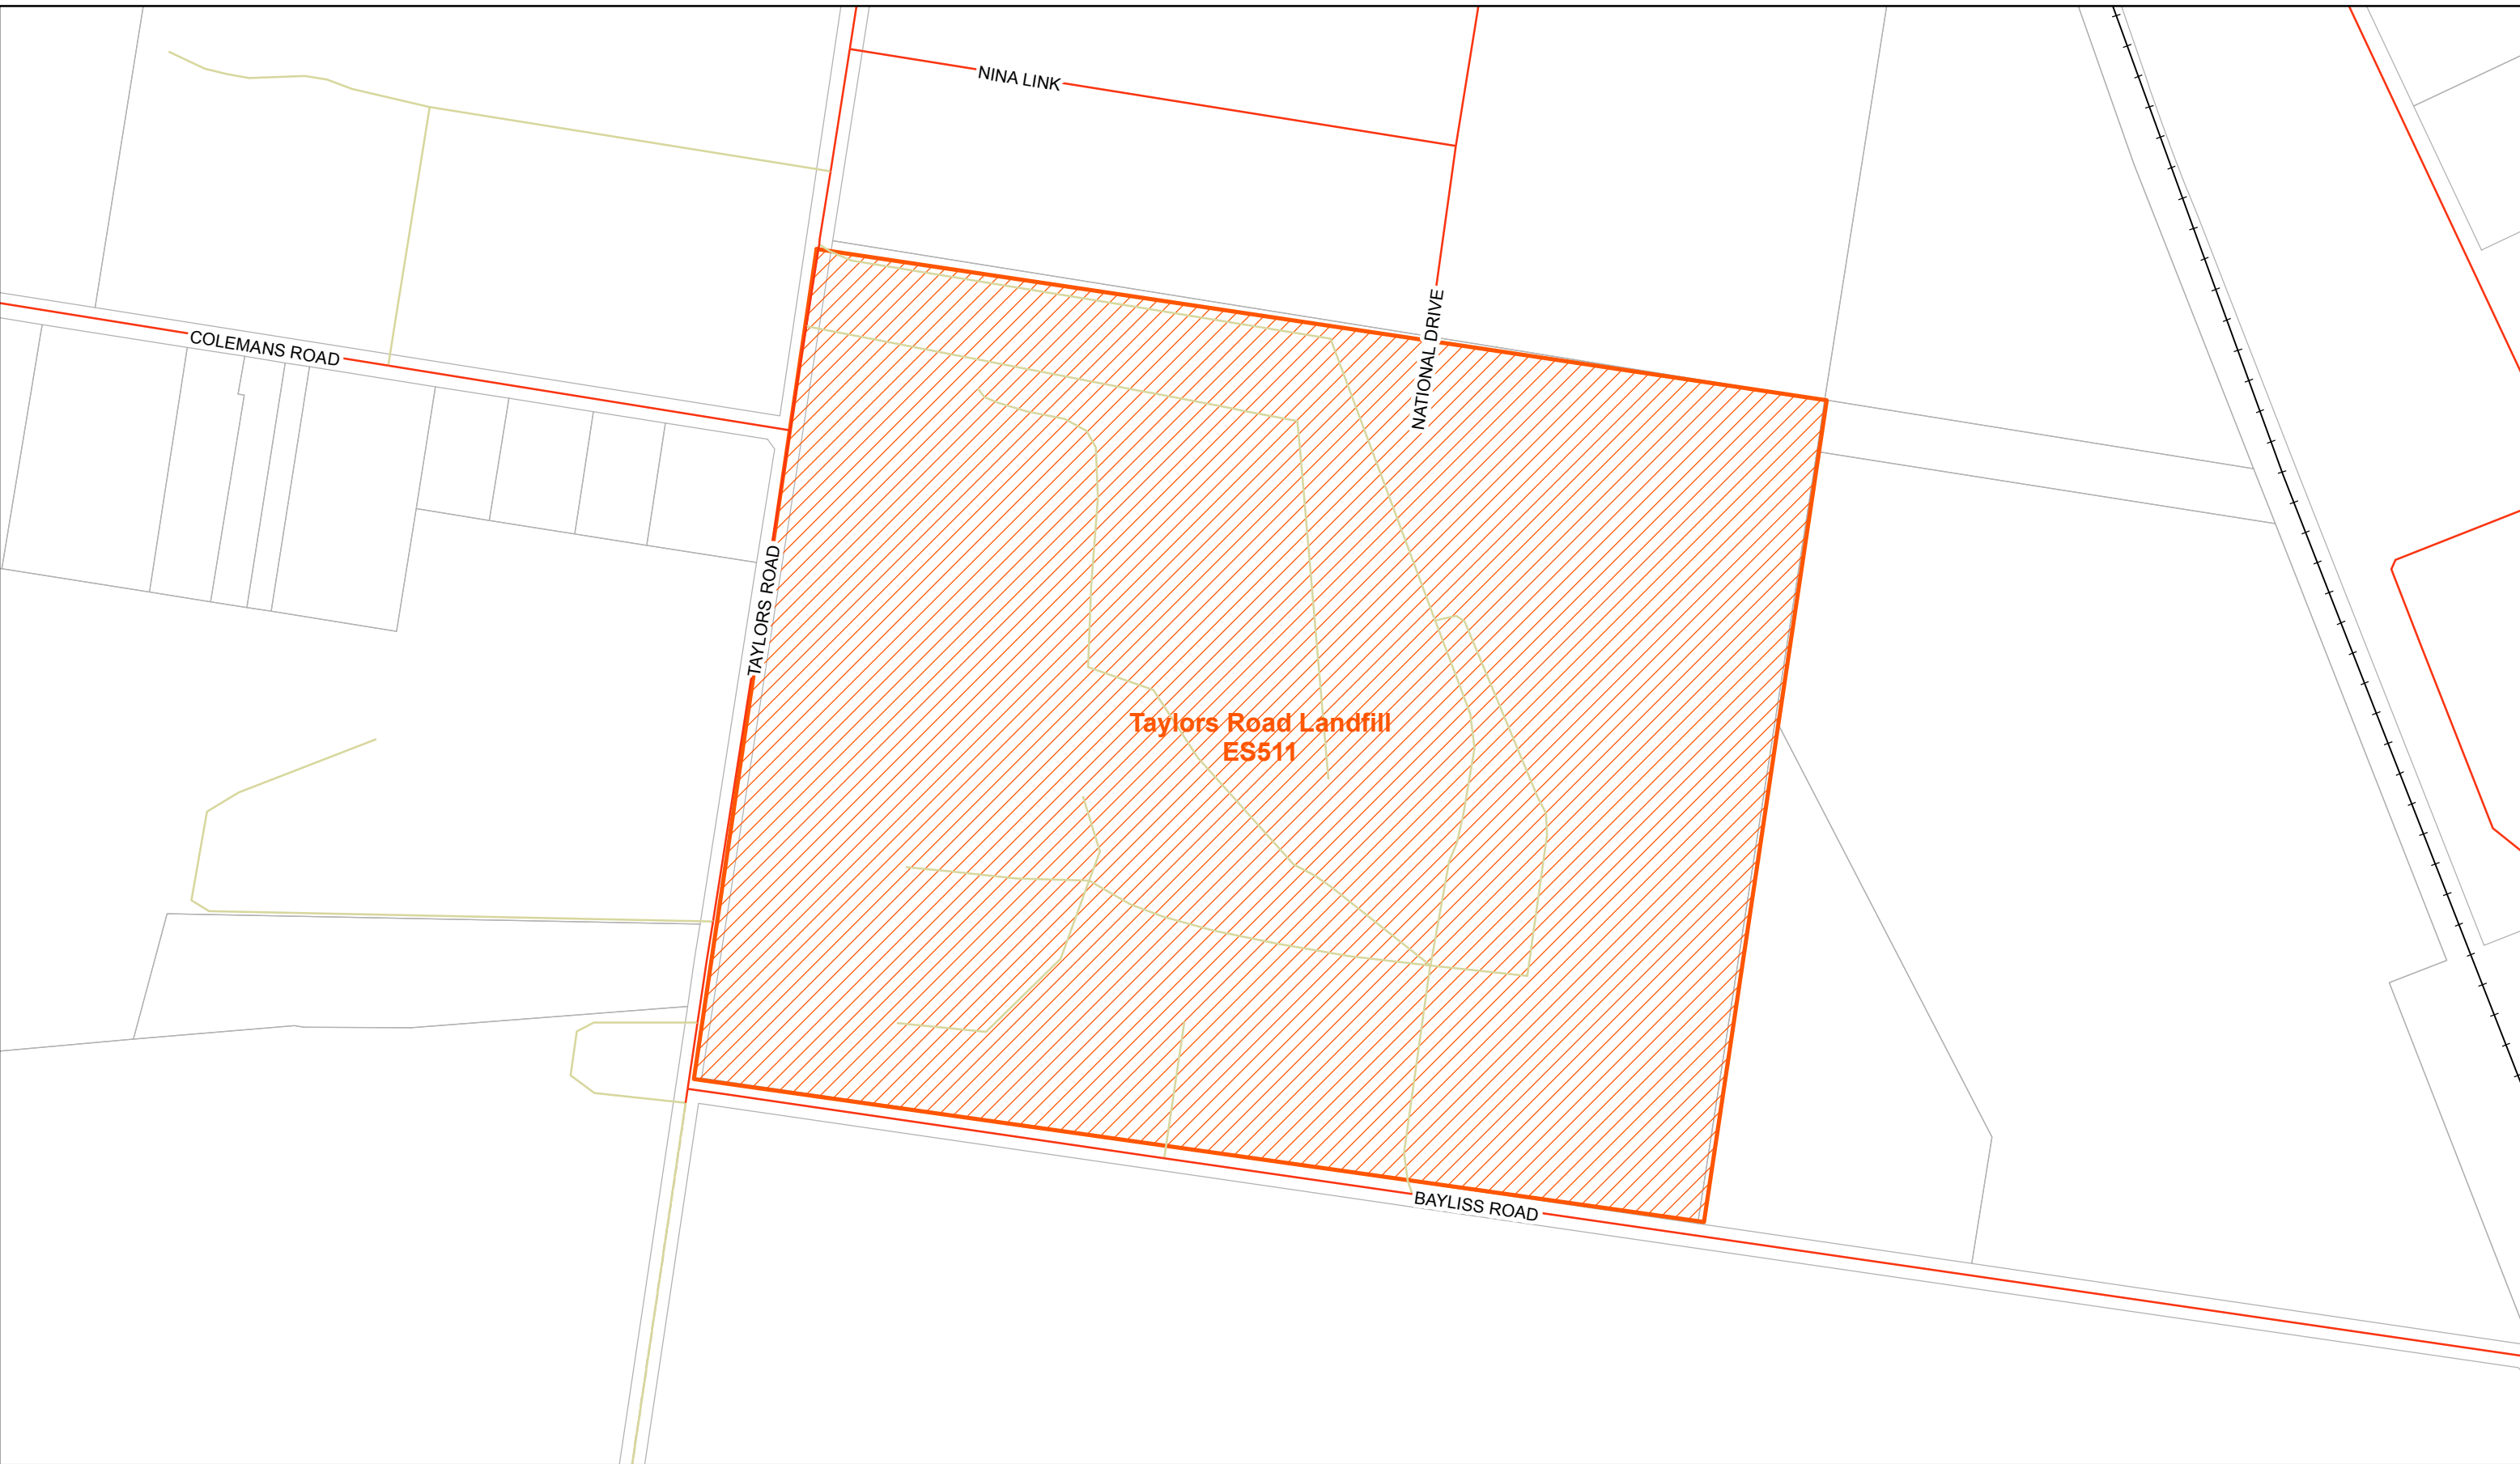 NINA LINK
NATIONAL DRIVE
COLEMANS ROAD
TAYLORS ROAD
Taylors Road Landfill
ES511
BAYLISS ROAD